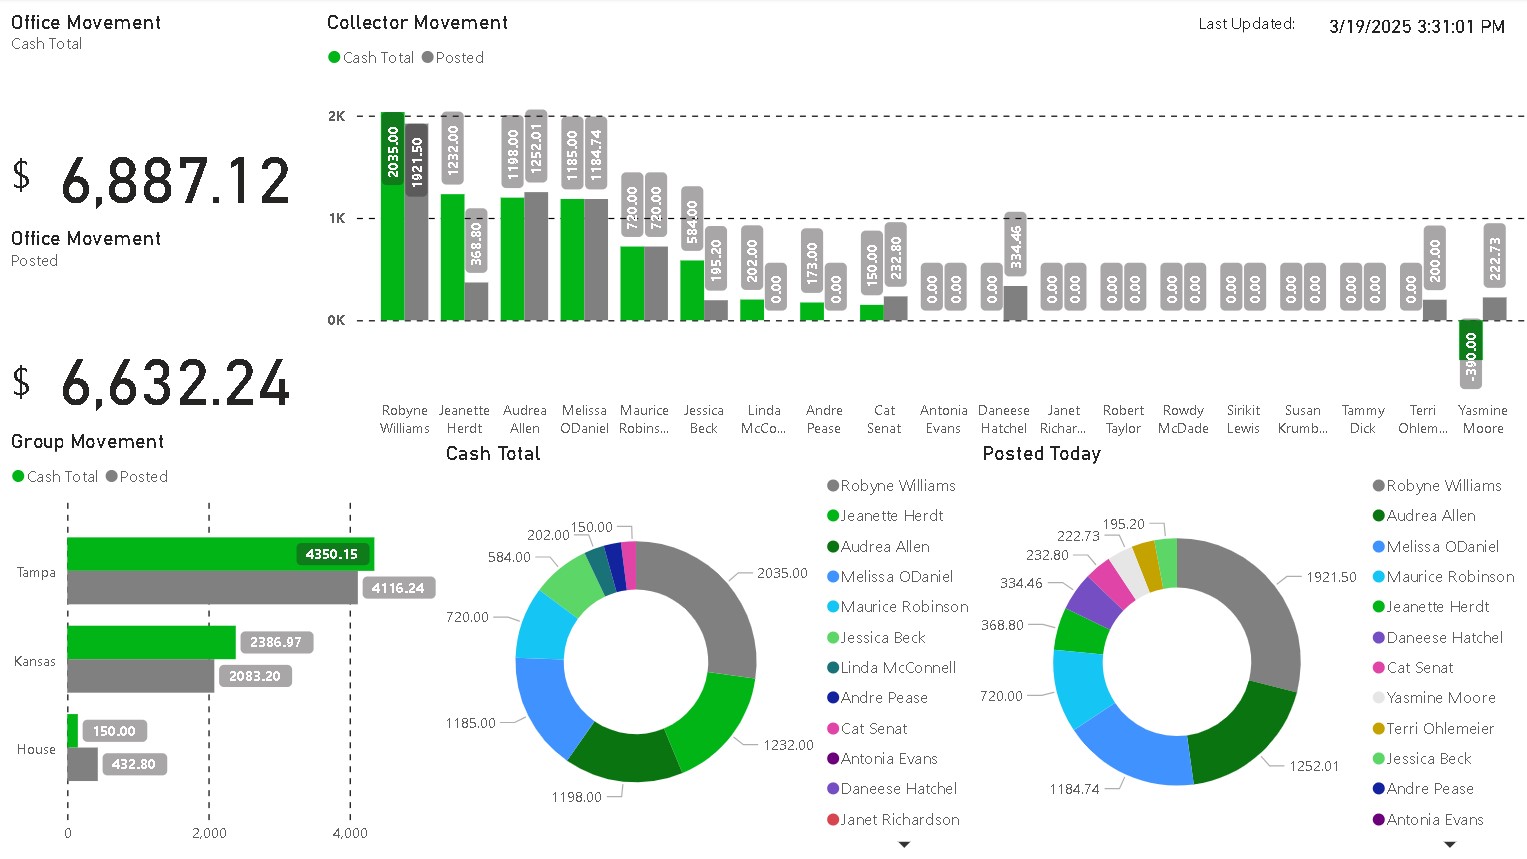 Office Movement
Cash Total
$ 6,887.12
Office Movement
Posted
$ 6,632.24
Collector Movement
Cash Total Posted
Last Updated: 3/19/2025 3:31:01 PM
2K
1K
0K
2035.00 1921.50 1232.00 368.80 1198.00 1252.01 1185.00 1184.74 720.00 720.00 584.00 195.20 202.00 0.00 173.00 0.00 150.00 232.80 0.00 0.00 0.00 334.46 0.00 0.00 0.00 0.00 0.00 0.00 0.00 0.00 0.00 0.00 0.00 0.00 0.00 200.00 -390.00 222.73
Robyne Williams
Jeanette Herdt
Audrea Allen
Melissa ODaniel
Maurice Robins...
Jessica Beck
Linda McCo...
Andre Pease
Cat Senat
Antonia Evans
Daneese Hatchel
Janet Richar...
Robert Taylor
Rowdy McDade
Sirikit Lewis
Susan Krumb...
Tammy Dick
Terri Ohlem...
Yasmine Moore
Group Movement
Cash Total Posted
Tampa
4350.15
4116.24
Kansas
2386.97
2083.20
House
150.00
432.80
0 2,000 4,000
Cash Total
2035.00
1232.00
1198.00
1185.00
720.00
584.00
202.00
150.00
Robyne Williams
Jeanette Herdt
Audrea Allen
Melissa ODaniel
Maurice Robinson
Jessica Beck
Linda McConnell
Andre Pease
Cat Senat
Antonia Evans
Daneese Hatchel
Janet Richardson
Posted Today
1921.50
1252.01
1184.74
720.00
368.80
334.46
232.80
222.73
195.20
Robyne Williams
Audrea Allen
Melissa ODaniel
Maurice Robinson
Jeanette Herdt
Daneese Hatchel
Cat Senat
Yasmine Moore
Terri Ohlemeier
Jessica Beck
Andre Pease
Antonia Evans